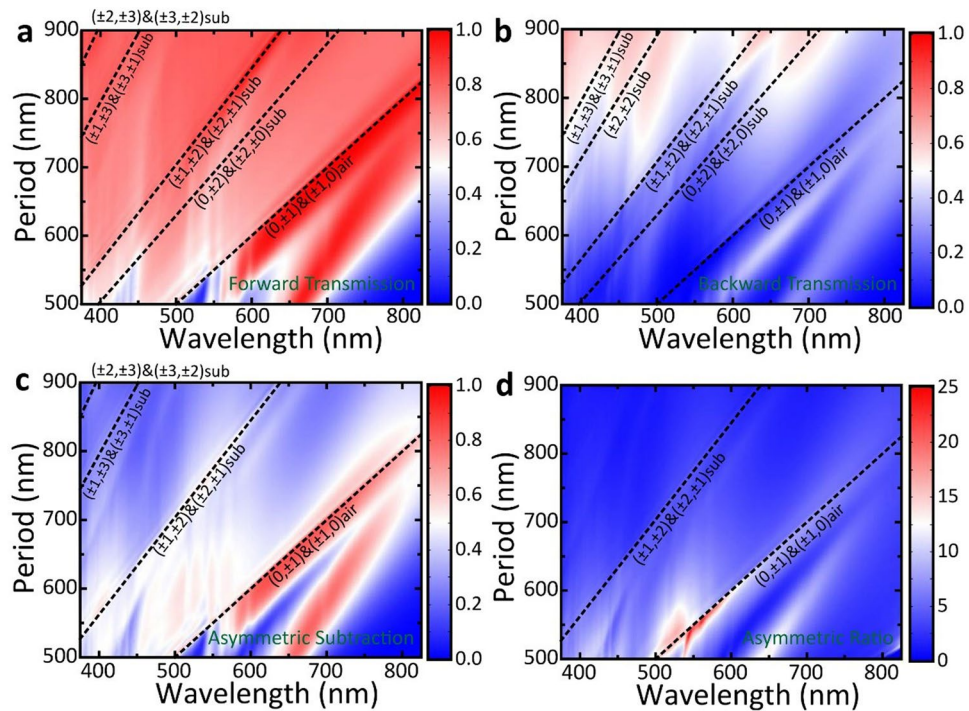 (±2,±3)&(±3,±2)sub
a
900
800
700
600
500
Period (nm)
400 500 600 700 800
Wavelength (nm)
(±1,±3)&(±3,±1)sub
(±1,±2)&(±2,±1)sub
(0,±2)&(±2,±0)sub
(0,±1)&(±1,0)air
Forward Transmission
1.0
0.8
0.6
0.4
0.2
0.0
b
900
800
700
600
500
Period (nm)
400 500 600 700 800
Wavelength (nm)
(±1,±3)&(±3,±1)sub
(±2,±2)sub
(±1,±2)&(±2,±1)sub
(0,±2)&(±2,0)sub
(0,±1)&(±1,0)air
Backward Transmission
1.0
0.8
0.6
0.4
0.2
0.0
(±2,±3)&(±3,±2)sub
c
900
800
700
600
500
Period (nm)
400 500 600 700 800
Wavelength (nm)
(±1,±3)&(±3,±1)sub
(±1,±2)&(±2,±1)sub
(0,±1)&(±1,0)air
Asymmetric Subtraction
1.0
0.8
0.6
0.4
0.2
0.0
d
900
800
700
600
500
Period (nm)
400 500 600 700 800
Wavelength (nm)
(±1,±2)&(±2,±1)sub
(0,±1)&(±1,0)air
Asymmetric Ratio
25
20
15
10
5
0